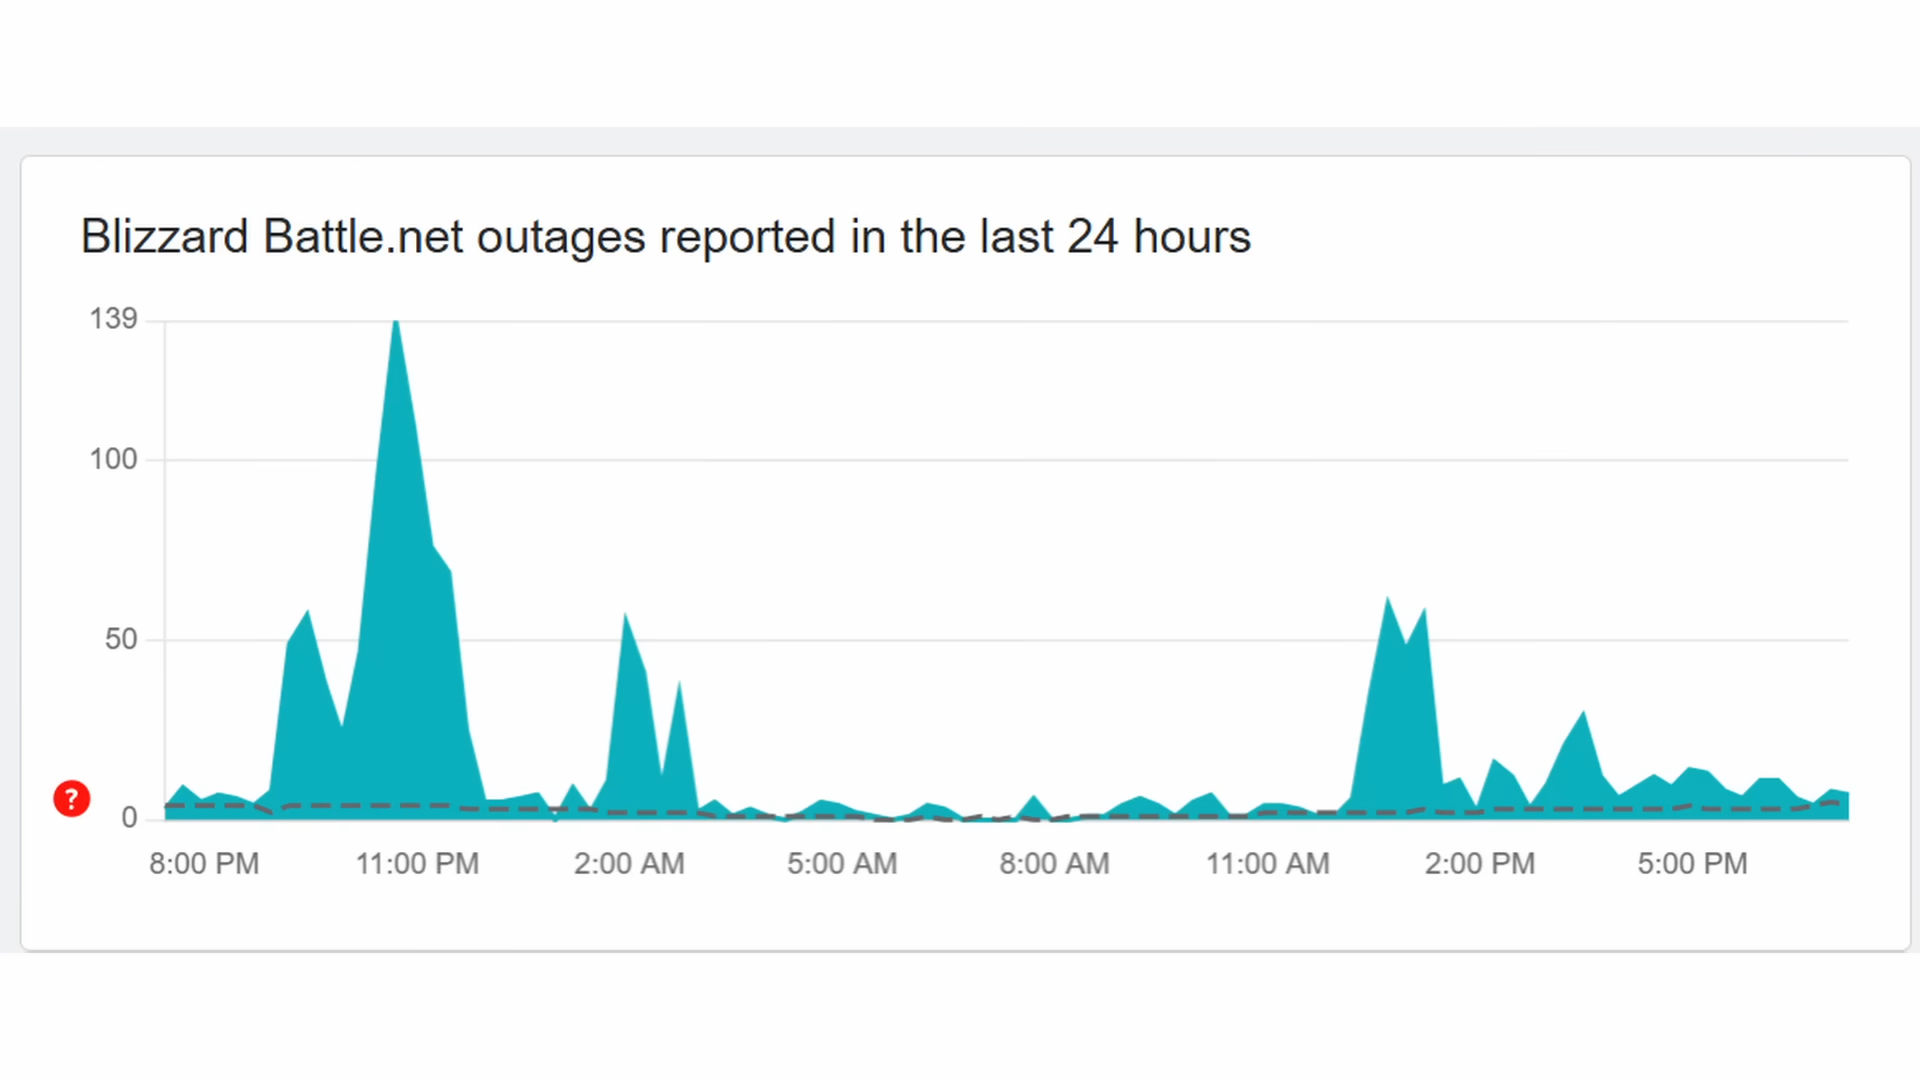 Blizzard Battle.net outages reported in the last 24 hours
139
100
50
?
0
8:00 PM 11:00 PM 2:00 AM 5:00 AM 8:00 AM 11:00 AM 2:00 PM 5:00 PM